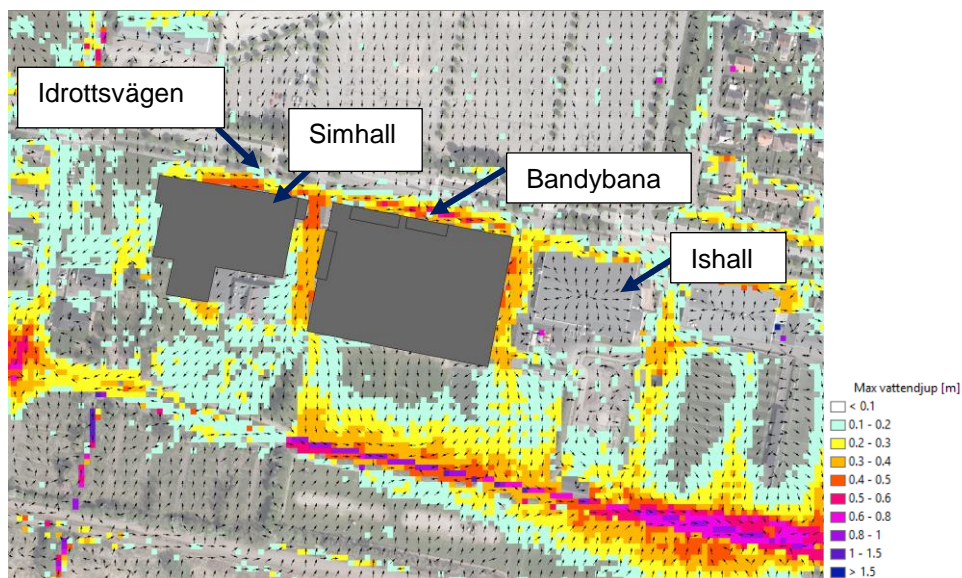 Idrottsvägen
Simhall
Bandybana
Ishall
Max vattendjup [m]
< 0.1
0.1 - 0.2
0.2 - 0.3
0.3 - 0.4
0.4 - 0.5
0.5 - 0.6
0.6 - 0.8
0.8 - 1
1 - 1.5
> 1.5